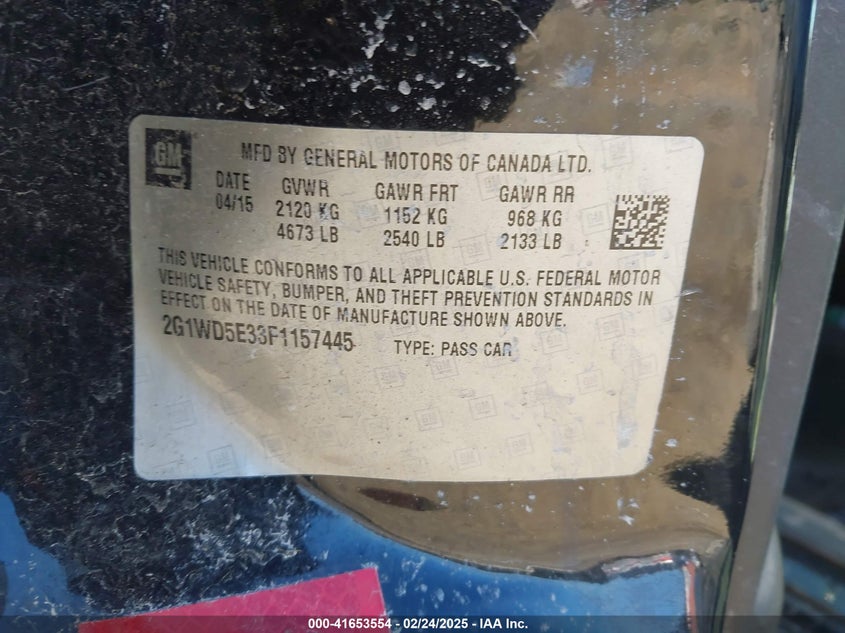 GM
MFD BY GENERAL MOTORS OF CANADA LTD.
DATE GVWR GAWR FRT GAWR RR
04/15 2120 KG 1152 KG 968 KG
4673 LB 2540 LB 2133 LB
THIS VEHICLE CONFORMS TO ALL APPLICABLE U.S. FEDERAL MOTOR
VEHICLE SAFETY, BUMPER, AND THEFT PREVENTION STANDARDS IN
EFFECT ON THE DATE OF MANUFACTURE SHOWN ABOVE.
2G1WD5E33F1157445 TYPE: PASS CAR
000-41653554 / 02/24/2025 / IAA Inc.